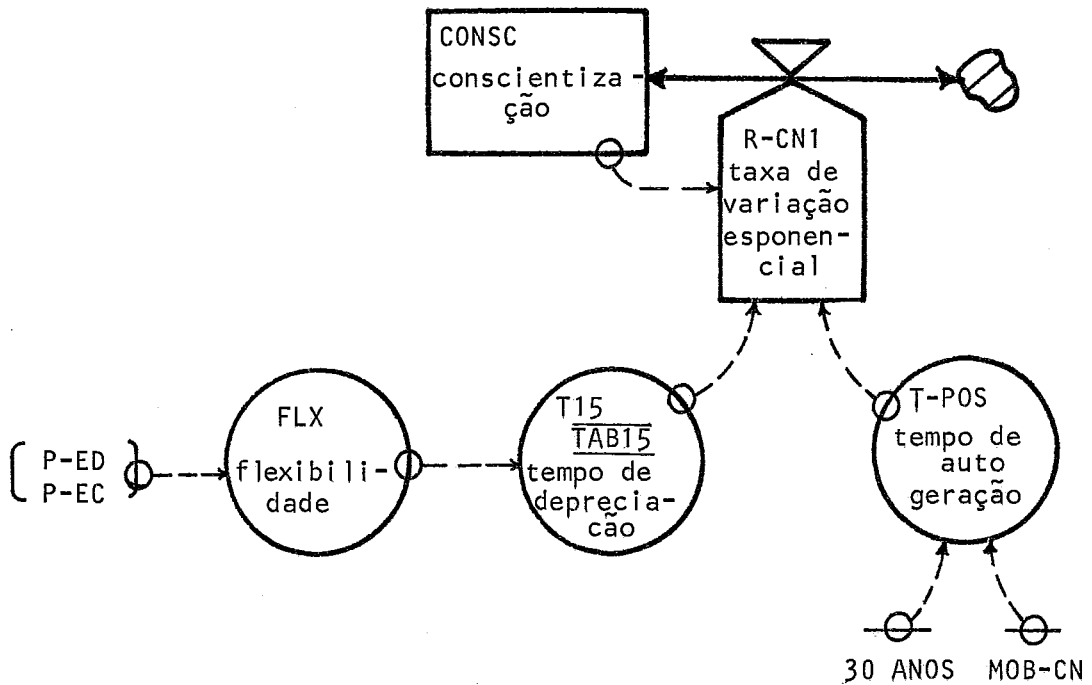 CONSC
conscientiza-
ção
R-CN1
taxa de
variação
esponen-
cial
P-ED
P-EC
FLX
flexibili-
dade
T15
TAB15
tempo de
deprecia-
cão
T-POS
tempo de
auto
geração
30 ANOS
MOB-CN